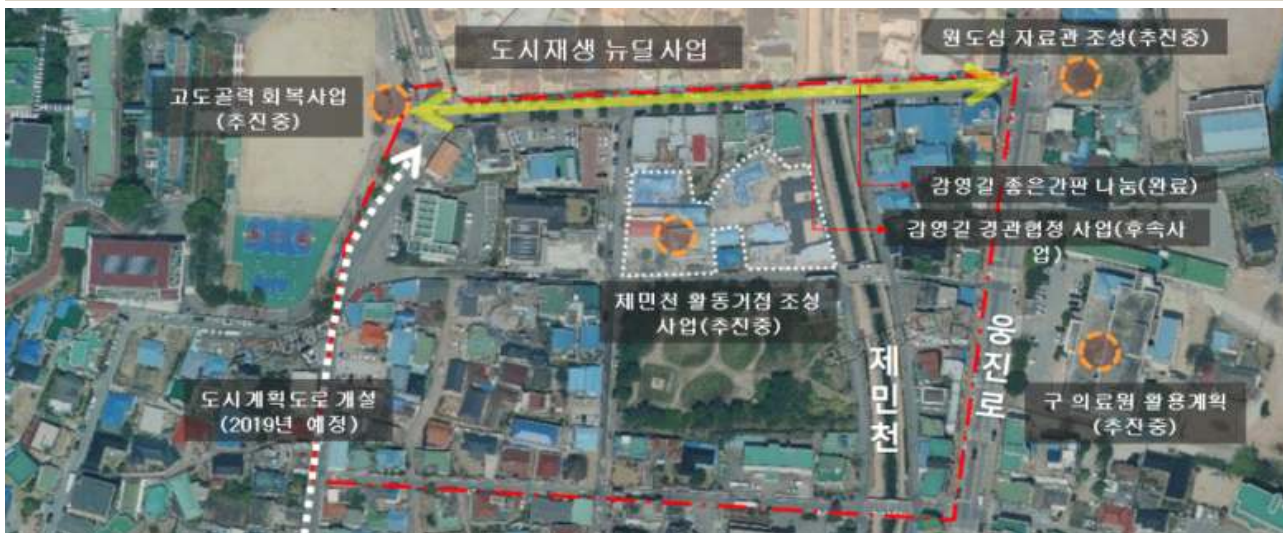 도시재생 뉴딜사업
원도심 자료관 조성(추진중)
고도골격 회복사업
(추진중)
감영길 좋은간판 나눔(완료)
감영길 경관협정 사업(후속사
업)
제민천 활동거점 조성
사업(추진중)
제민천
웅진로
도시계획도로 개설
(2019년 예정)
구 의료원 활용계획
(추진중)